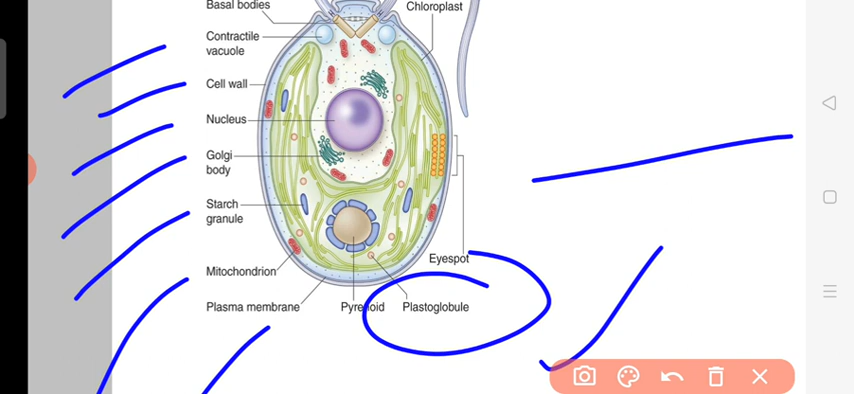 Basal bodies
Chloroplast
Contractile
vacuole
Cell wall
Nucleus
Golgi
body
Starch
granule
Eyespot
Mitochondrion
Plasma membrane
Pyrenoid
Plastoglobule